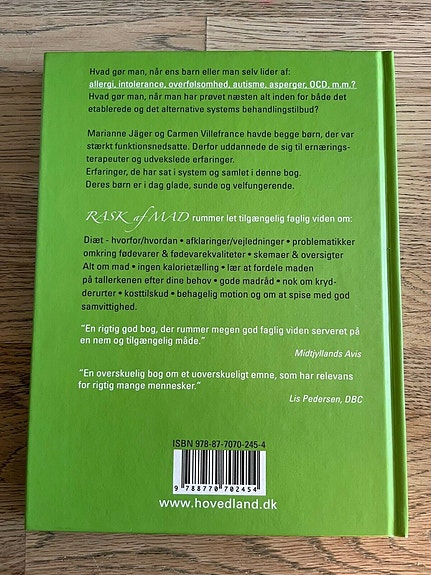 Hvad gør man, når ens barn eller man selv lider af:
allergi, intolerance, overfølsomhed, autisme, asperger, OCD, m.m.?
Hvad gør man, når man har prøvet næsten alt inden for både det
etablerede og det alternative systems behandlingstilbud?
Marianne Jäger og Carmen Villefrance havde begge børn, der var
stærkt funktionsnedsatte. Derfor uddannede de sig til ernærings-
terapeuter og udvekslede erfaringer.
Erfaringer, de har sat i system og samlet i denne bog.
Deres børn er i dag glade, sunde og velfungerende.
RASK af MAD rummer let tilgængelig faglig viden om:
Diæt - hvorfor/hvordan • afklaringer/vejledninger • problematikker
omkring fødevarer & fødevarekvaliteter • skemaer & oversigter
Alt om mad • ingen kalorietælling • lær at fordele maden
på tallerkenen efter dine behov • gode madråd • nok om kryd-
derurter • kosttilskud • behagelig motion og om at spise med god
samvittighed.
"En rigtig god bog, der rummer megen god faglig viden serveret på
en nem og tilgængelig måde."
Midtjyllands Avis
"En overskuelig bog om et uoverskueligt emne, som har relevans
for rigtig mange mennesker."
Lis Pedersen, DBC
ISBN 978-87-7070-245-4
9 788770 702454
www.hovedland.dk